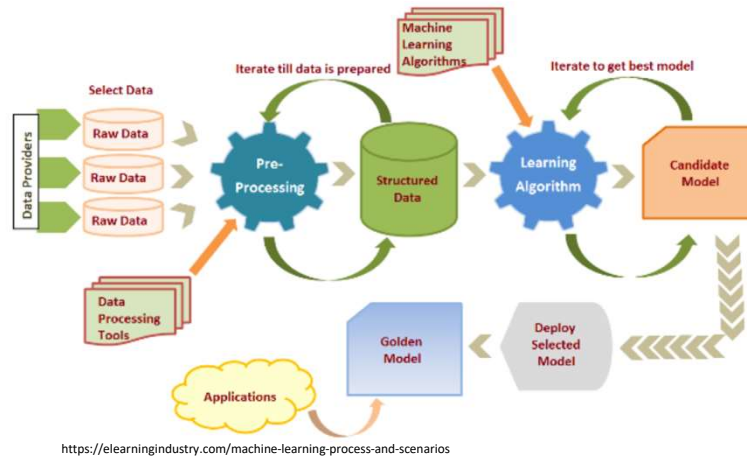 Machine
Learning
Algorithms
Iterate till data is prepared
Iterate to get best model
Select Data
Data Providers
Raw Data
Raw Data
Raw Data
Pre-
Processing
Structured
Data
Learning
Algorithm
Candidate
Model
Data
Processing
Tools
Golden
Model
Deploy
Selected
Model
Applications
https://elearningindustry.com/machine-learning-process-and-scenarios